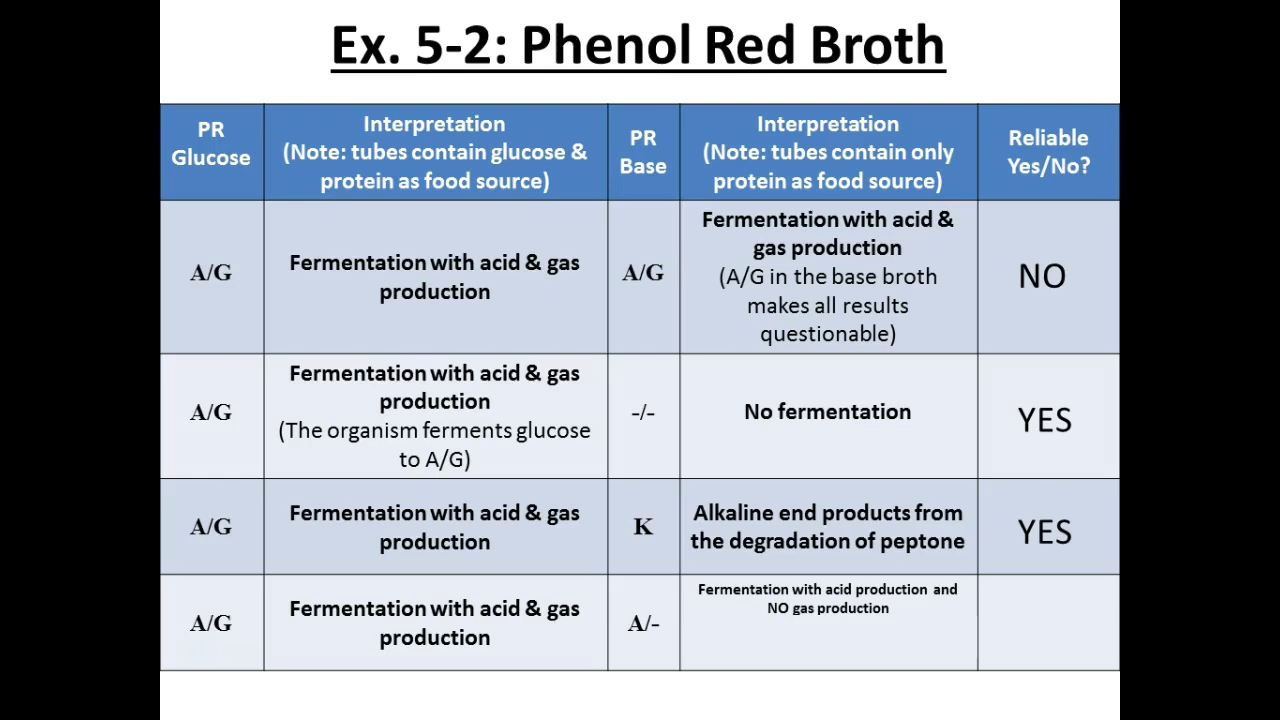 Ex. 5-2: Phenol Red Broth
PR
Glucose
Interpretation
(Note: tubes contain glucose &
protein as food source)
PR
Base
Interpretation
(Note: tubes contain only
protein as food source)
Reliable
Yes/No?
A/G
Fermentation with acid & gas
production
A/G
Fermentation with acid &
gas production
(A/G in the base broth
makes all results
questionable)
NO
A/G
Fermentation with acid & gas
production
(The organism ferments glucose
to A/G)
-/-
No fermentation
YES
A/G
Fermentation with acid & gas
production
K
Alkaline end products from
the degradation of peptone
YES
A/G
Fermentation with acid & gas
production
A/-
Fermentation with acid production and
NO gas production